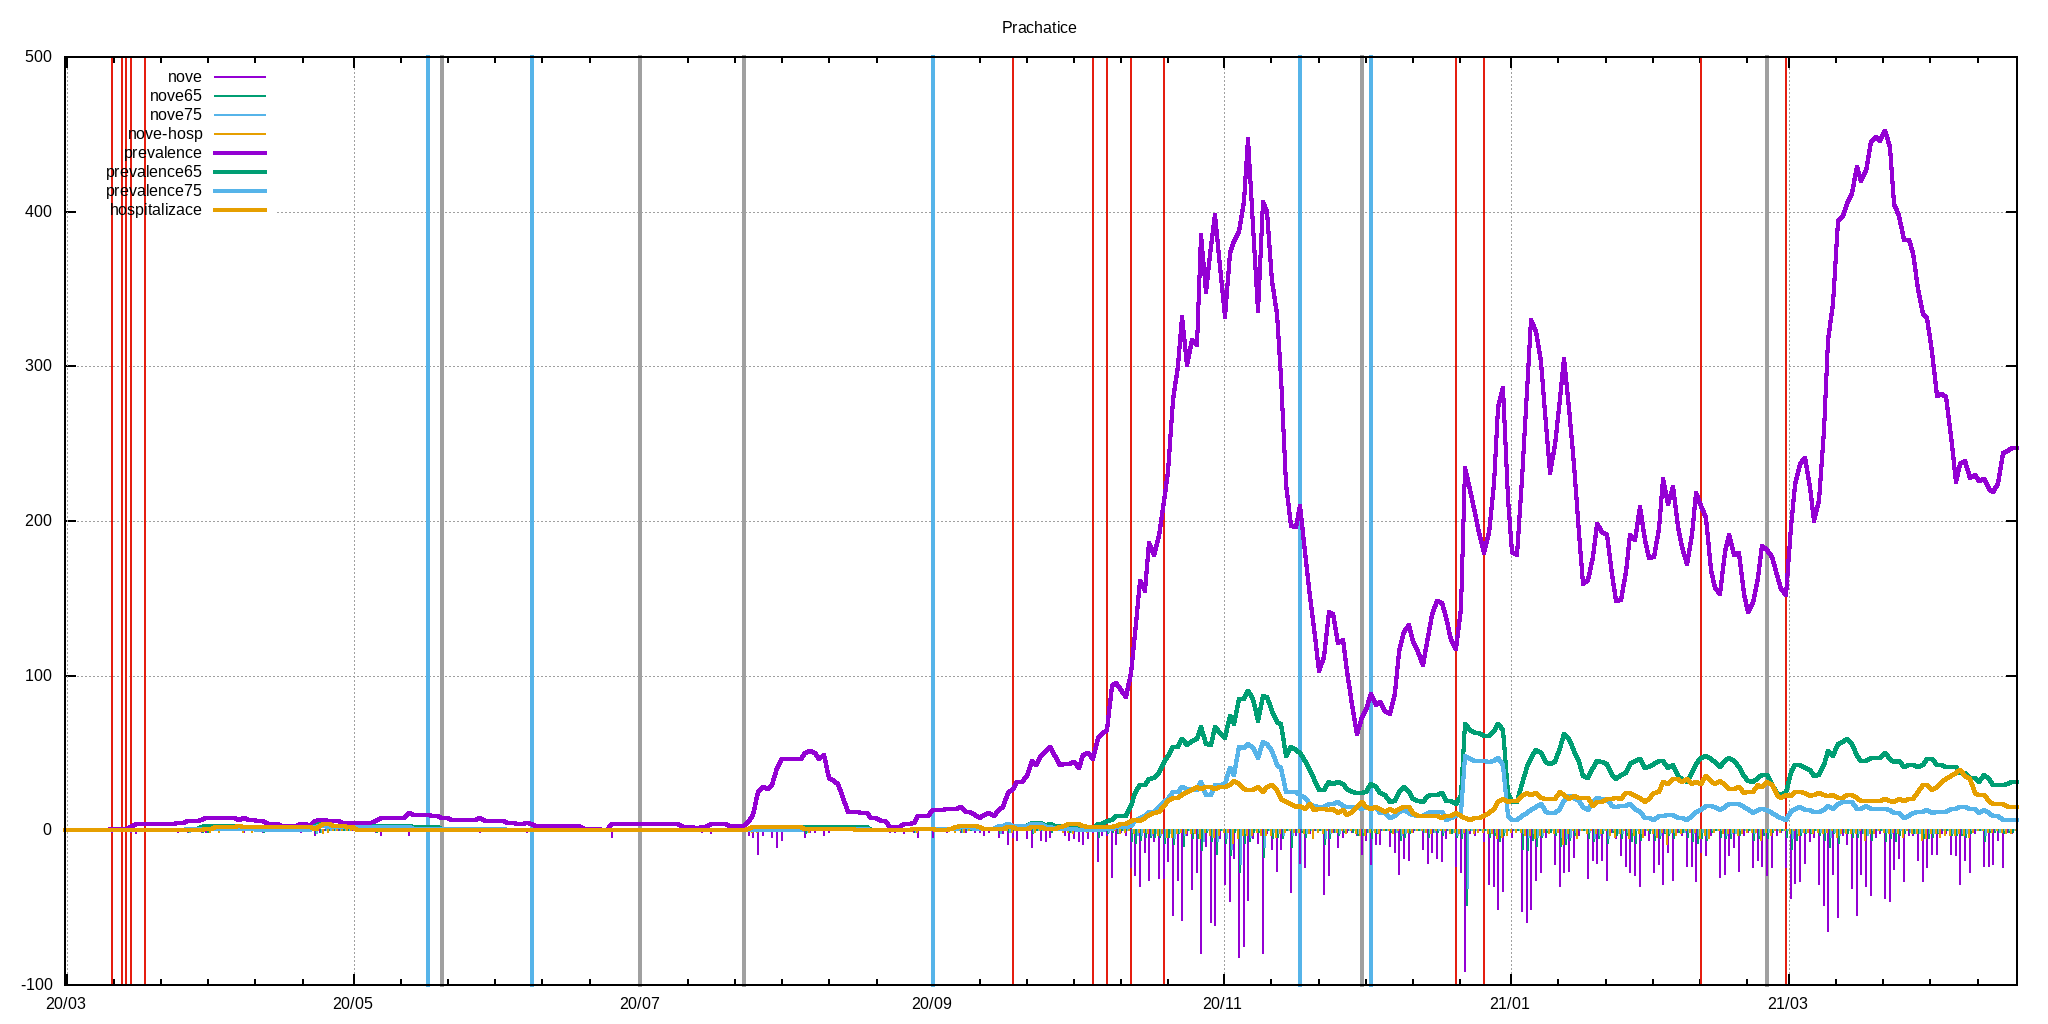 Prachatice
500
400
300
200
100
0
-100
nove
nove65
nove75
nove-hosp
prevalence
prevalence65
prevalence75
hospitalizace
20/03 20/05 20/07 20/09 20/11 21/01 21/03